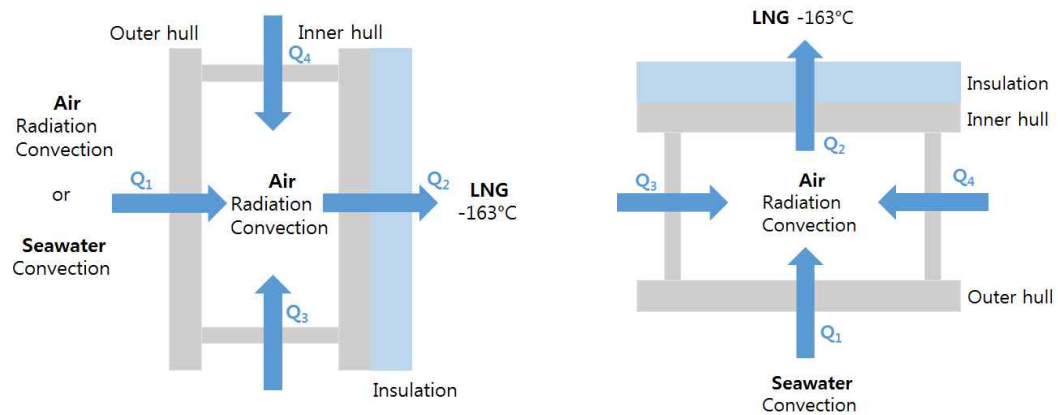 Outer hull
Inner hull
Q4
Air
Radiation
Convection
or
Seawater
Convection
Q1
Air
Radiation
Convection
Q2
LNG
-163°C
Q3
Insulation
LNG -163°C
Insulation
Inner hull
Q2
Q3
Air
Radiation
Convection
Q4
Outer hull
Q1
Seawater
Convection